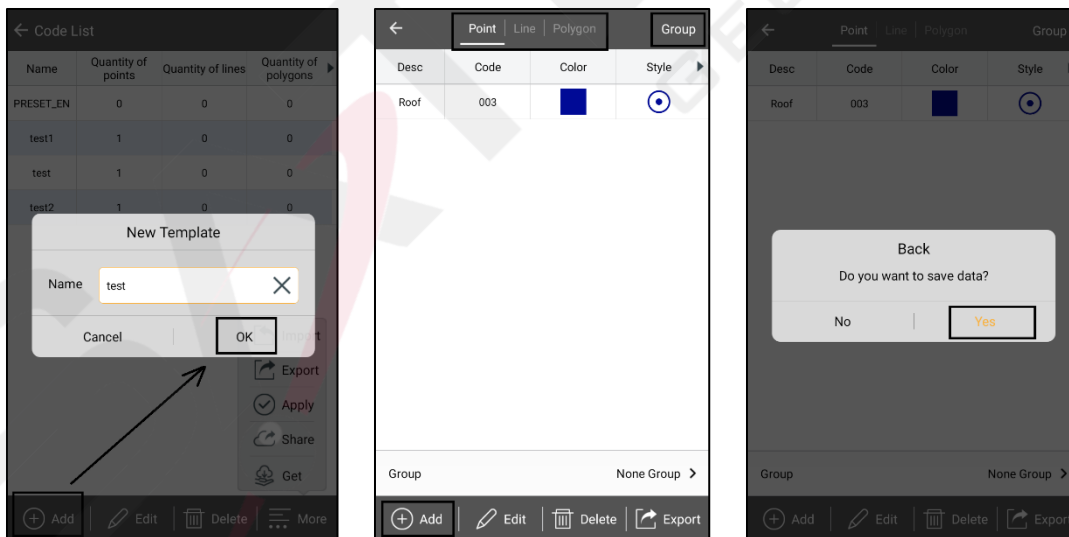 Code List
Name Quantity of points Quantity of lines Quantity of polygons
PRESET_EN 0 0 0
test1 1 0 0
test 1 0 0
test2 1 0 0
New Template
Name test
Cancel OK
Import
Export
Apply
Share
Get
Add Edit Delete More
Point Line Polygon Group
Desc Code Color Style
Roof 003
Group None Group
Add Edit Delete Export
Point Line Polygon Group
Desc Code Color Style
Roof 003
Back
Do you want to save data?
No Yes
Group None Group
Add Edit Delete Export